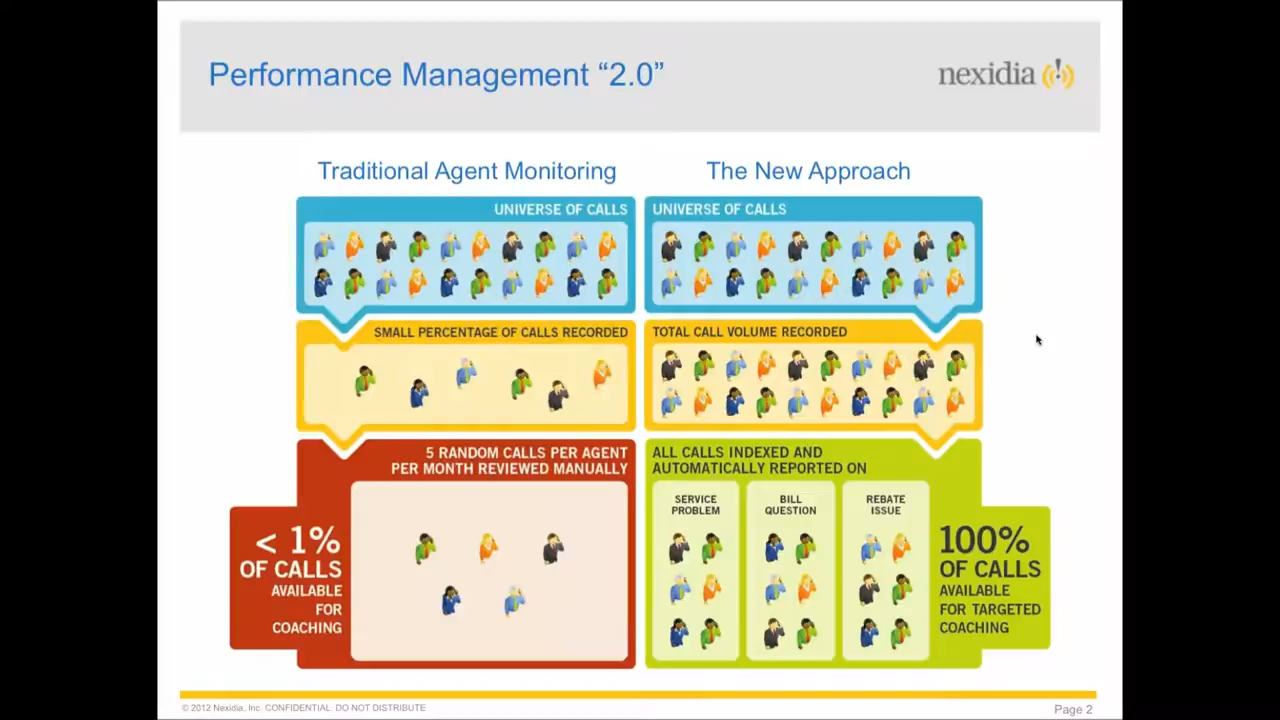 Performance Management “2.0”
nexidia
Traditional Agent Monitoring
The New Approach
UNIVERSE OF CALLS
UNIVERSE OF CALLS
SMALL PERCENTAGE OF CALLS RECORDED
TOTAL CALL VOLUME RECORDED
5 RANDOM CALLS PER AGENT
PER MONTH REVIEWED MANUALLY
< 1%
OF CALLS
AVAILABLE
FOR
COACHING
ALL CALLS INDEXED AND
AUTOMATICALLY REPORTED ON
SERVICE
PROBLEM
BILL
QUESTION
REBATE
ISSUE
100%
OF CALLS
AVAILABLE
FOR TARGETED
COACHING
© 2012 Nexidia, Inc. CONFIDENTIAL. DO NOT DISTRIBUTE
Page 2